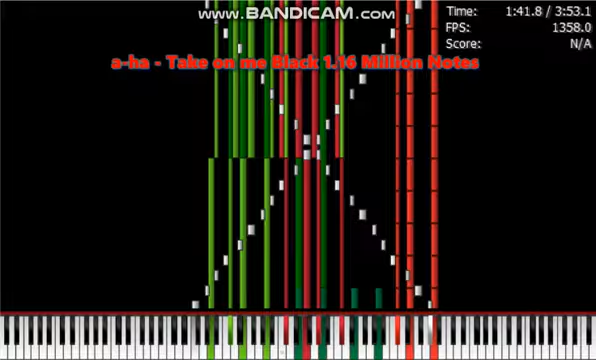 www.BANDICAM.com
Time: 1:41.8 / 3:53.1
FPS: 1358.0
Score: N/A
a-ha - Take on me Black 1.16 Million Notes